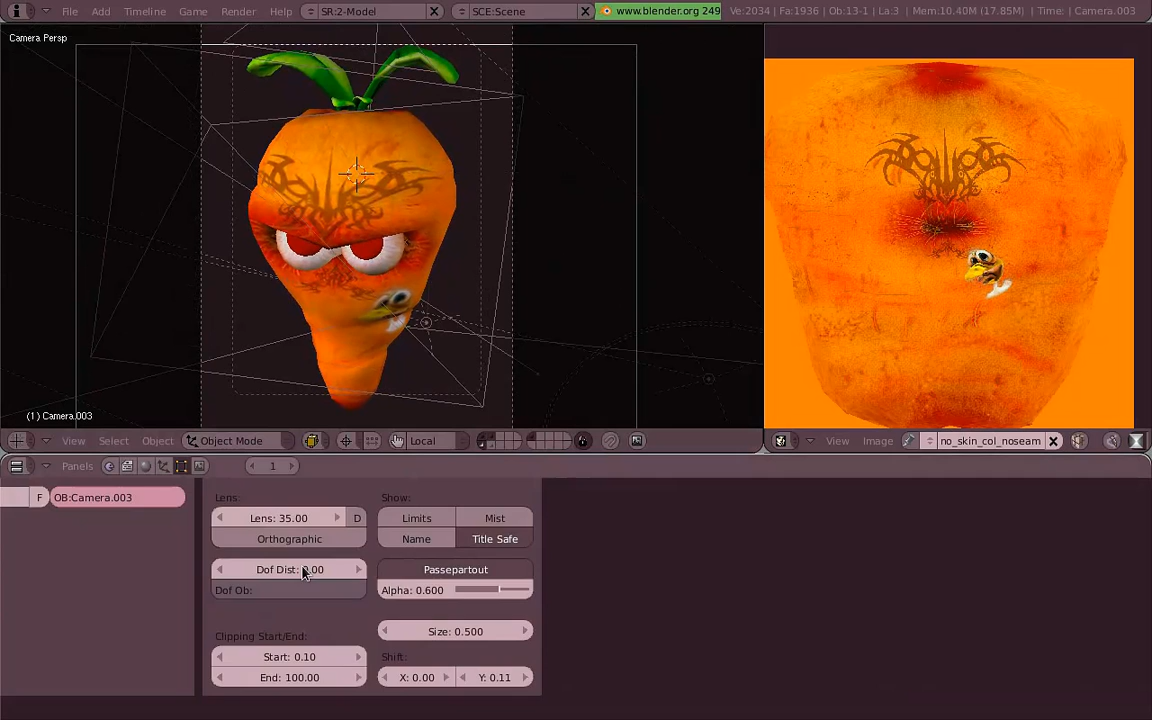 File Add Timeline Game Render Help SR:2-Model SCE:Scene www.blender.org 249 Ve:2034 | Fa:1936 | Ob:13-1 | La:3 | Mem:10.40M (17.85M) | Time: | Camera.003
Camera Persp
(1) Camera.003
View Select Object Object Mode Local
View Image no_skin_col_noseam
Panels 1
F OB:Camera.003
Lens:
Lens: 35.00 D
Orthographic
Dof Dist: 0.00
Dof Ob:
Clipping Start/End:
Start: 0.10
End: 100.00
Show:
Limits Mist
Name Title Safe
Passepartout
Alpha: 0.600
Size: 0.500
Shift:
X: 0.00 Y: 0.11